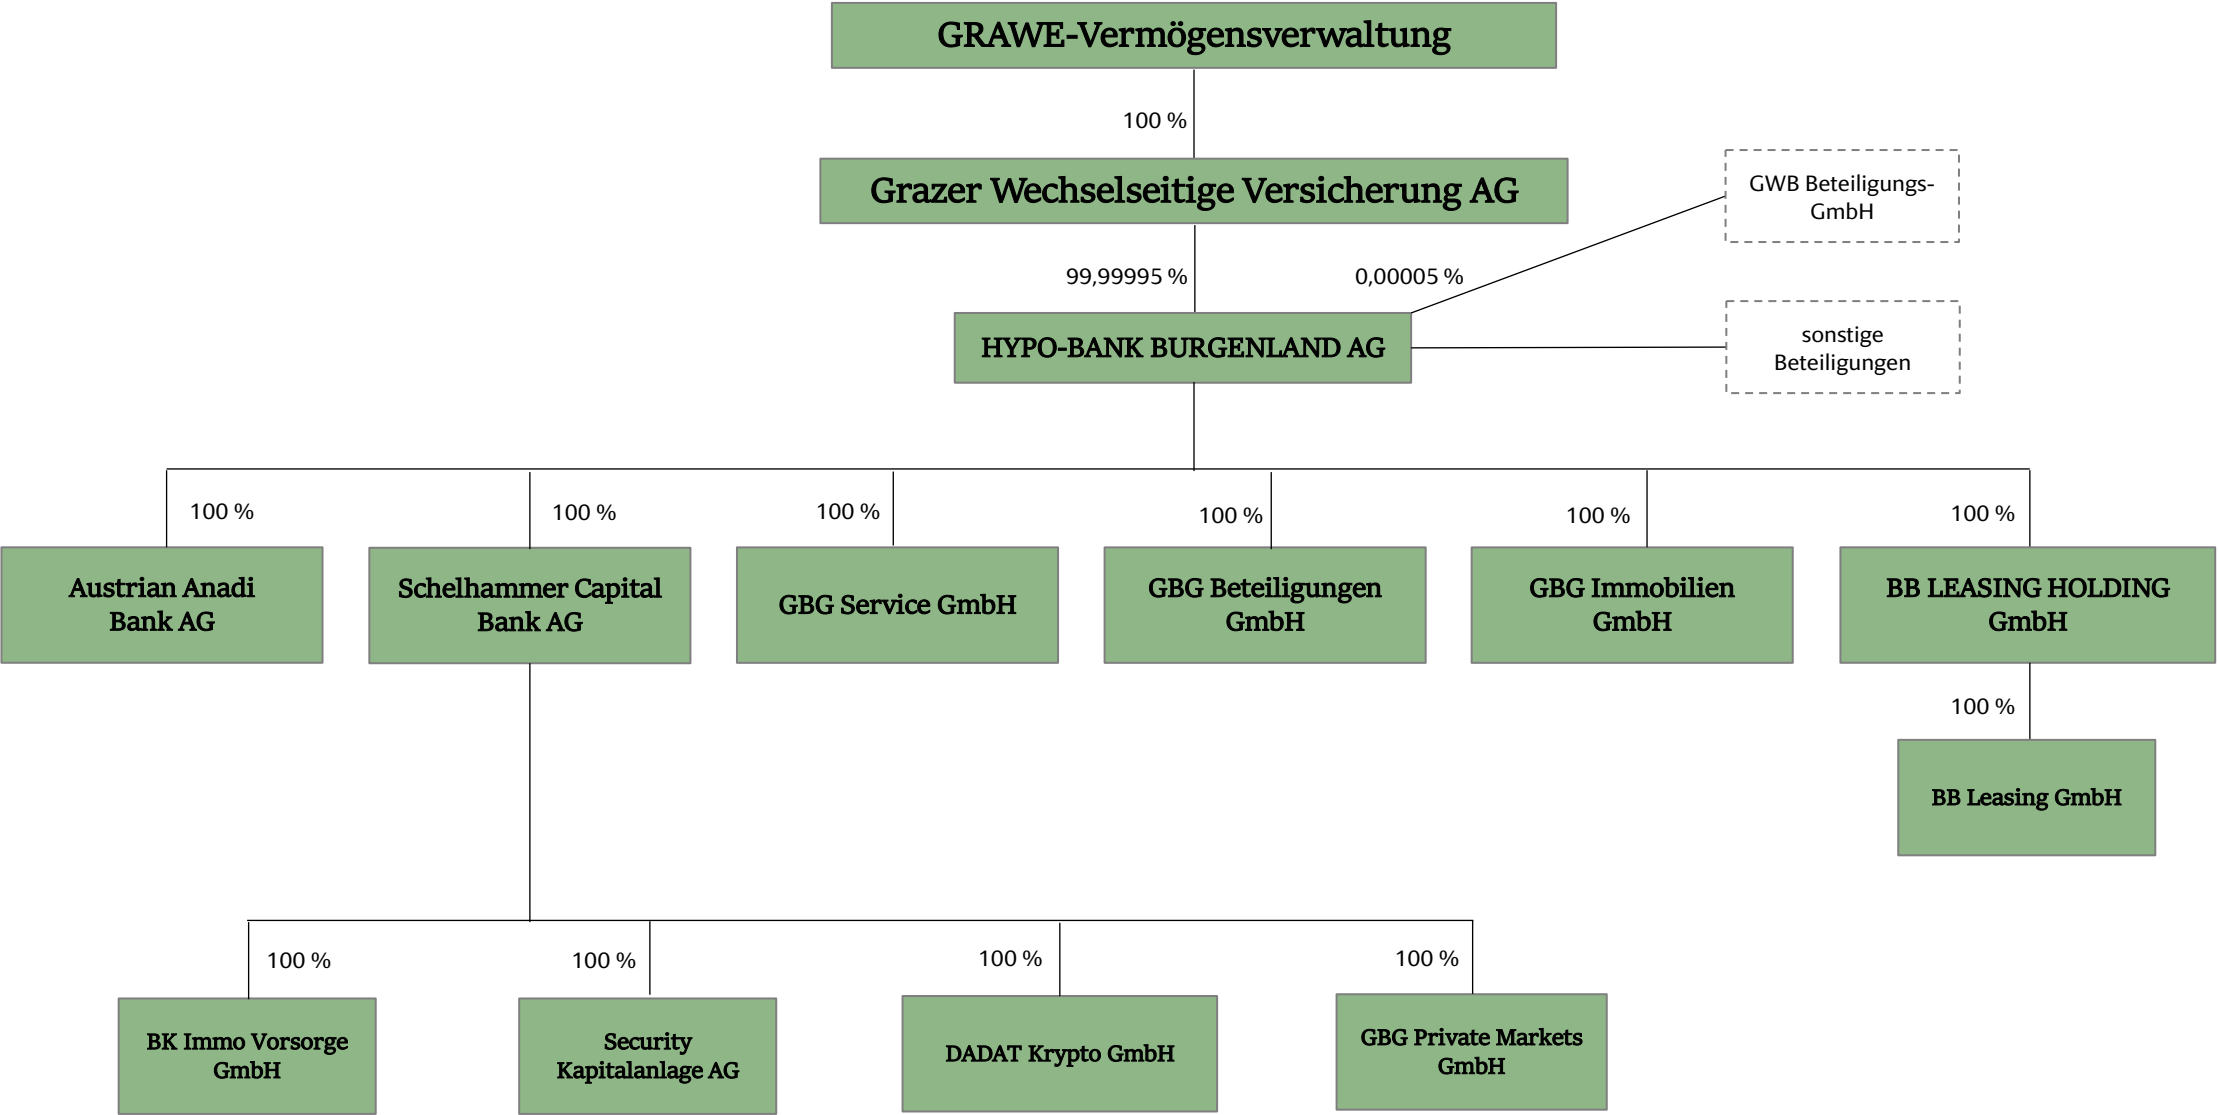 GRAWE-Vermögensverwaltung
100 %
Grazer Wechselseitige Versicherung AG
GWB Beteiligungs-
GmbH
99,99995 %
0,00005 %
HYPO-BANK BURGENLAND AG
sonstige
Beteiligungen
100 %
100 %
100 %
100 %
100 %
100 %
Austrian Anadi
Bank AG
Schelhammer Capital
Bank AG
GBG Service GmbH
GBG Beteiligungen
GmbH
GBG Immobilien
GmbH
BB LEASING HOLDING
GmbH
100 %
BB Leasing GmbH
100 %
100 %
100 %
100 %
BK Immo Vorsorge
GmbH
Security
Kapitalanlage AG
DADAT Krypto GmbH
GBG Private Markets
GmbH